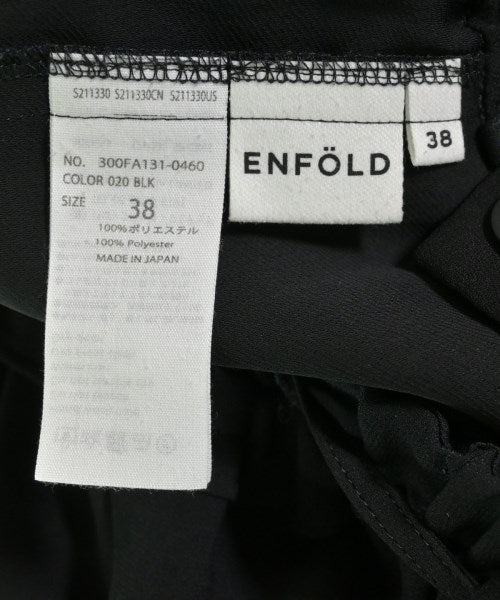 S211330 S211330CN S211330US
NO. 300FA131-0460
COLOR 020 BLK
SIZE 38
100%ポリエステル
100% Polyester
MADE IN JAPAN
ENFÖLD
38